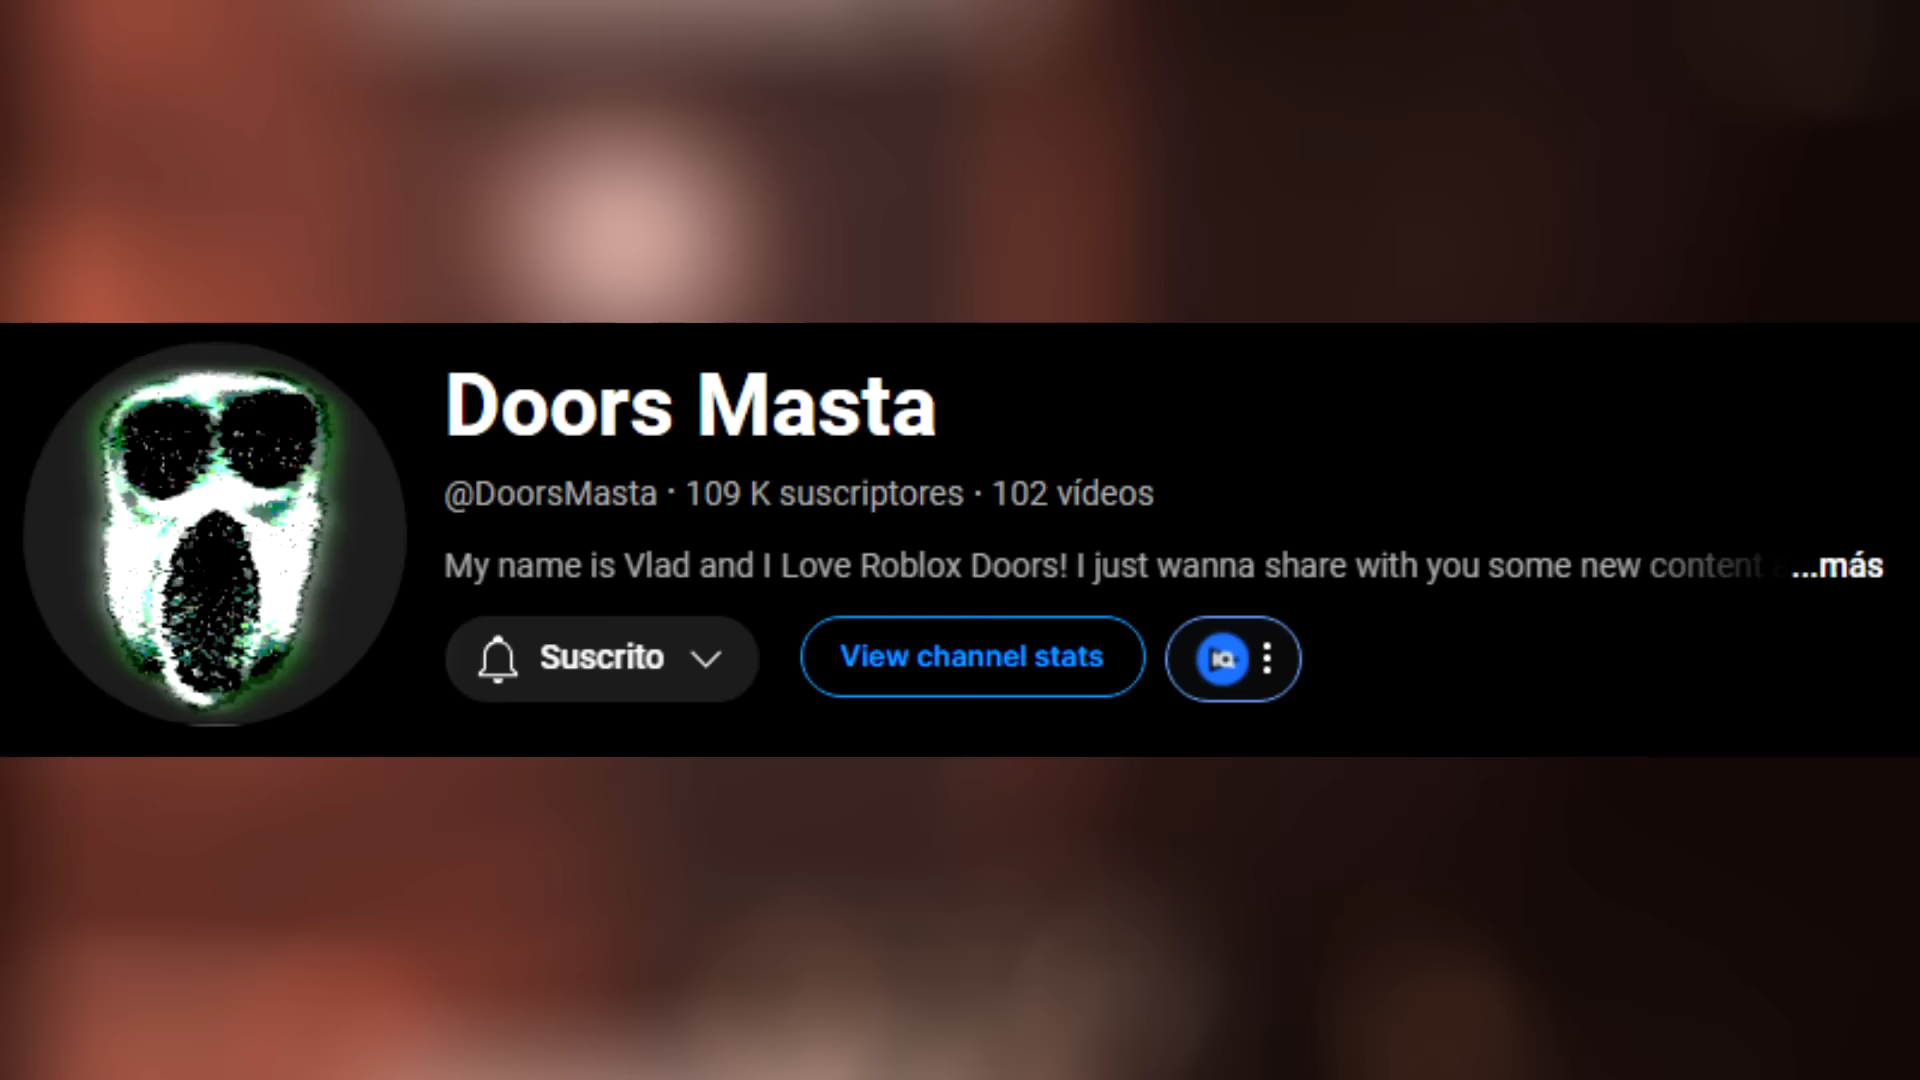 Doors Masta
@DoorsMasta · 109 K suscriptores · 102 vídeos
My name is Vlad and I Love Roblox Doors! I just wanna share with you some new content a ...más
Suscrito
View channel stats
IQ